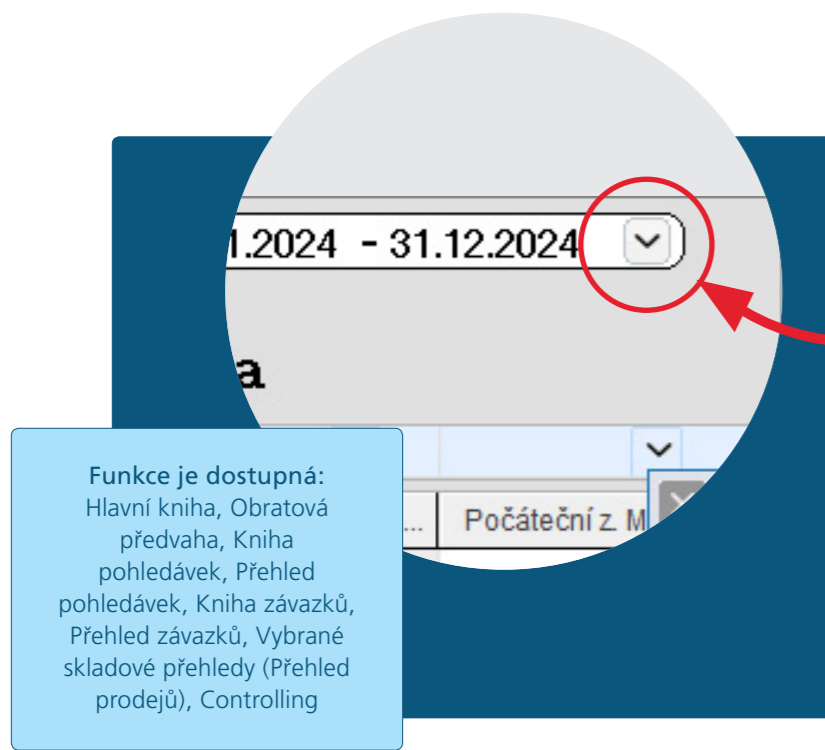 1.2024 - 31.12.2024
a
... Počáteční z. M
Funkce je dostupná:
Hlavní kniha, Obratová
předvaha, Kniha
pohledávek, Přehled
pohledávek, Kniha závazků,
Přehled závazků, Vybrané
skladové přehledy (Přehled
prodejů), Controlling